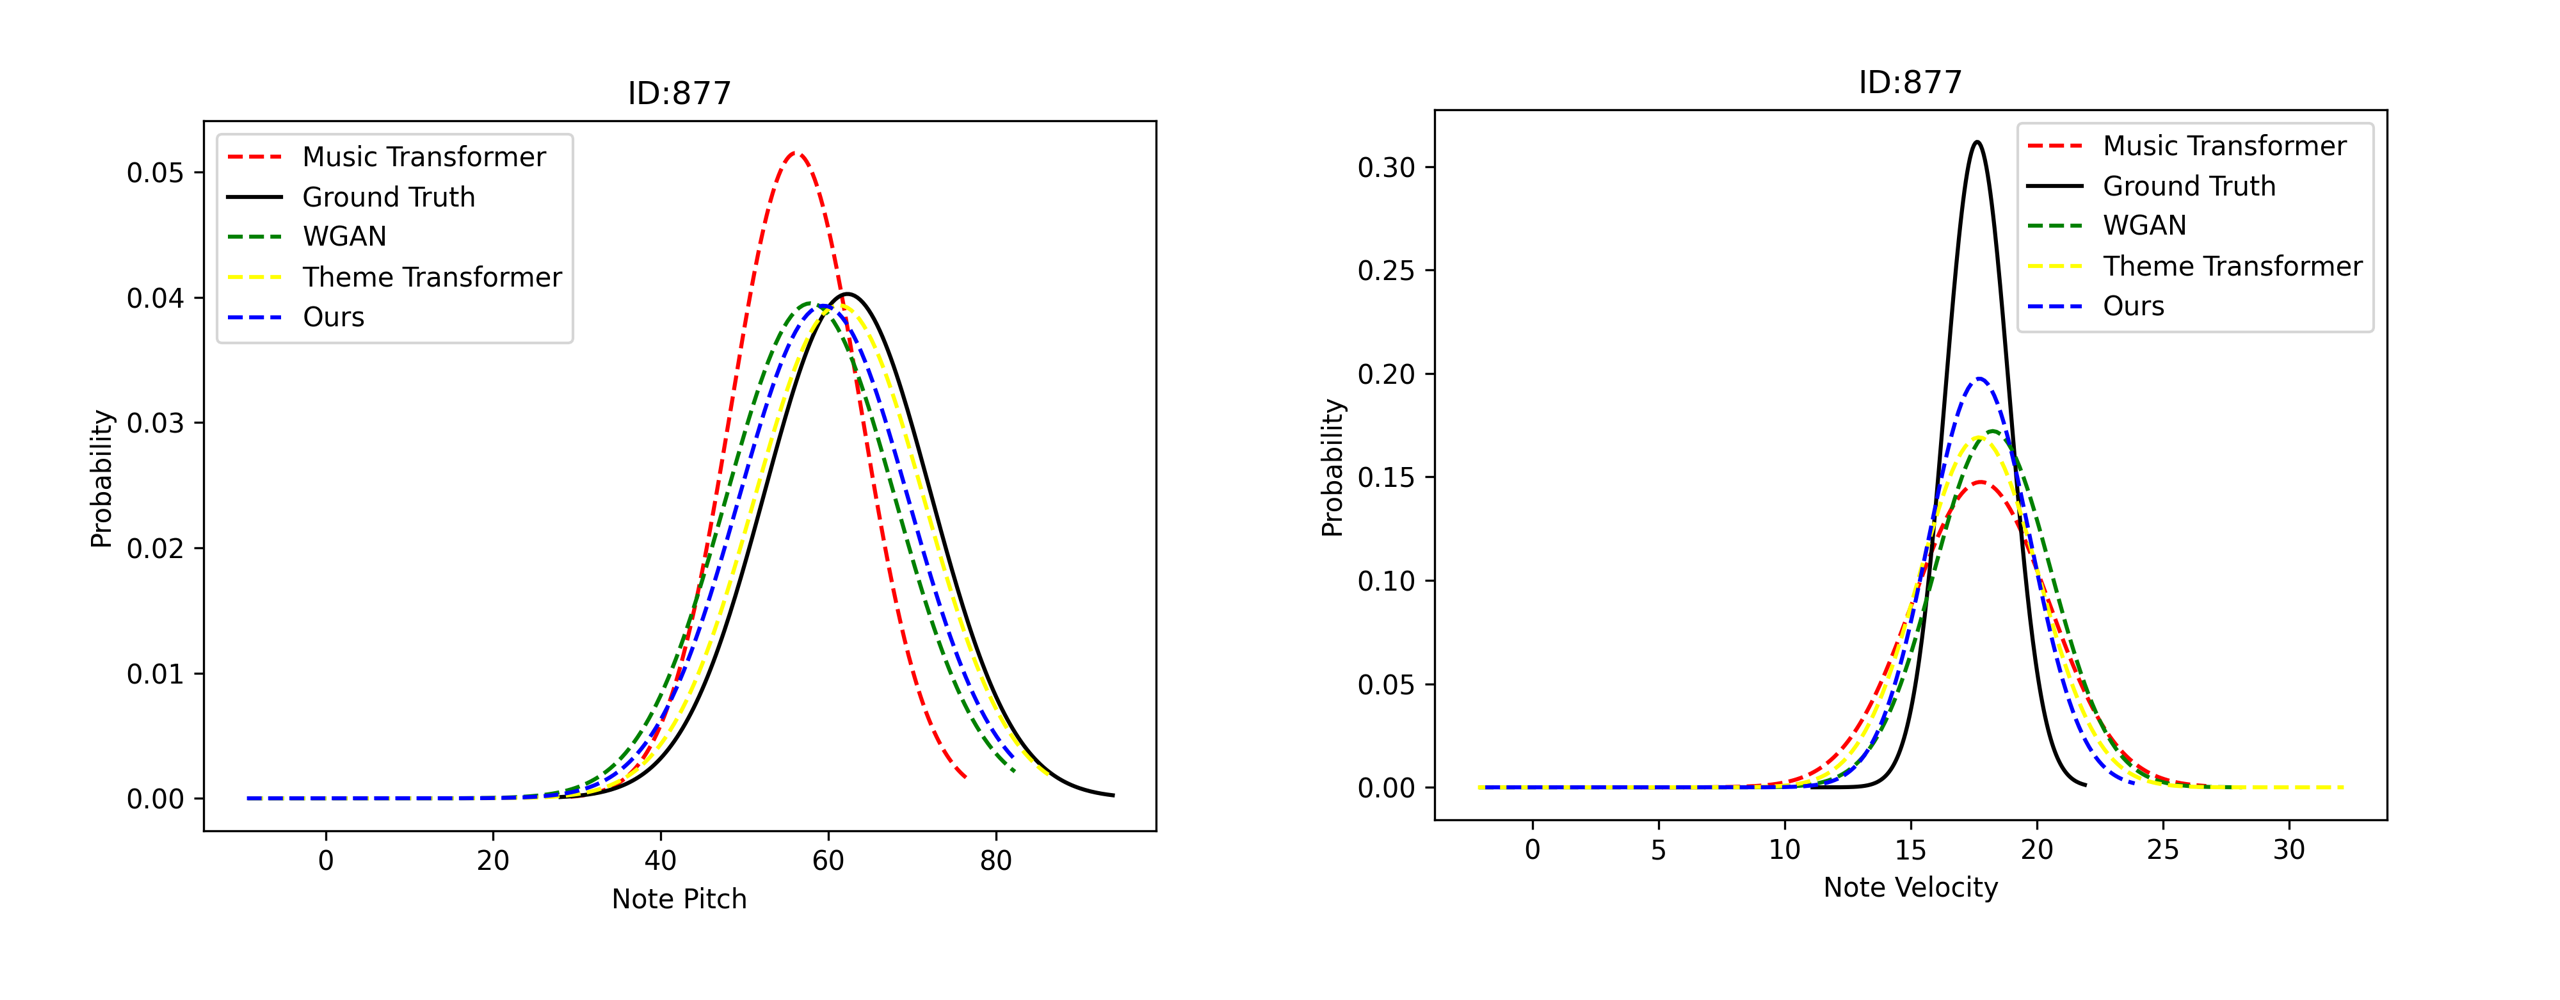 ID:877
Music Transformer
Ground Truth
WGAN
Theme Transformer
Ours
0.05
0.04
0.03
0.02
0.01
0.00
Probability
0 20 40 60 80
Note Pitch
ID:877
Music Transformer
Ground Truth
WGAN
Theme Transformer
Ours
0.30
0.25
0.20
0.15
0.10
0.05
0.00
Probability
0 5 10 15 20 25 30
Note Velocity